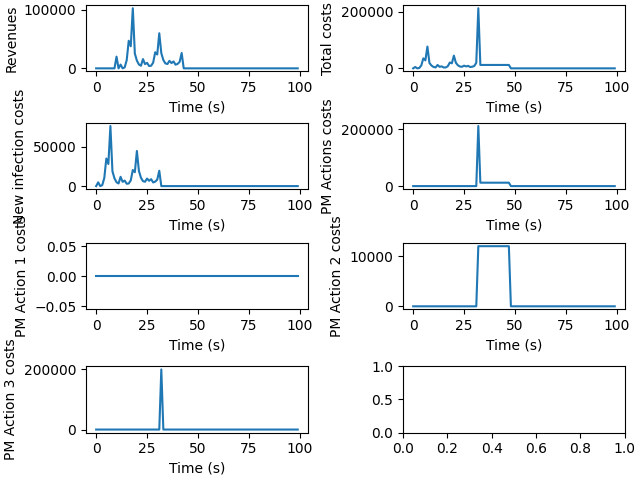 Revenues
100000
0
0 25 50 75 100
Time (s)
Total costs
200000
0
0 25 50 75 100
Time (s)
New infection costs
50000
0
0 25 50 75 100
Time (s)
PM Actions costs
200000
0
0 25 50 75 100
Time (s)
PM Action 1 costs
0.05
0.00
−0.05
0 25 50 75 100
Time (s)
PM Action 2 costs
10000
0
0 25 50 75 100
Time (s)
PM Action 3 costs
200000
0
0 25 50 75 100
Time (s)
1.0
0.5
0.0
0.0 0.2 0.4 0.6 0.8 1.0